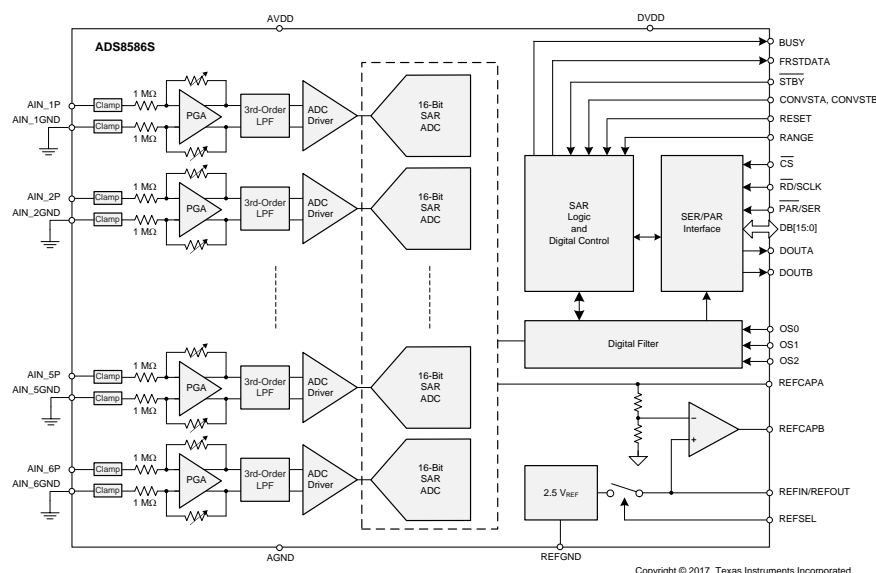 AVDD
DVDD
ADS8586S
BUSY
FRSTDATA
STBY
CONVSTA, CONVSTB
RESET
RANGE
CS
RD/SCLK
PAR/SER
DB[15:0]
DOUTA
DOUTB
OS0
OS1
OS2
REFCAPA
REFCAPB
REFIN/REFOUT
REFSEL
AIN_1P
AIN_1GND
Clamp
Clamp
1 MΩ
1 MΩ
PGA
3rd-Order
LPF
ADC
Driver
16-Bit
SAR
ADC
AIN_2P
AIN_2GND
Clamp
Clamp
1 MΩ
1 MΩ
PGA
3rd-Order
LPF
ADC
Driver
16-Bit
SAR
ADC
SAR
Logic
and
Digital Control
SER/PAR
Interface
Digital Filter
AIN_5P
AIN_5GND
Clamp
Clamp
1 MΩ
1 MΩ
PGA
3rd-Order
LPF
ADC
Driver
16-Bit
SAR
ADC
AIN_6P
AIN_6GND
Clamp
Clamp
1 MΩ
1 MΩ
PGA
3rd-Order
LPF
ADC
Driver
16-Bit
SAR
ADC
2.5 VREF
−
+
AGND
REFGND
Copyright © 2017, Texas Instruments Incorporated